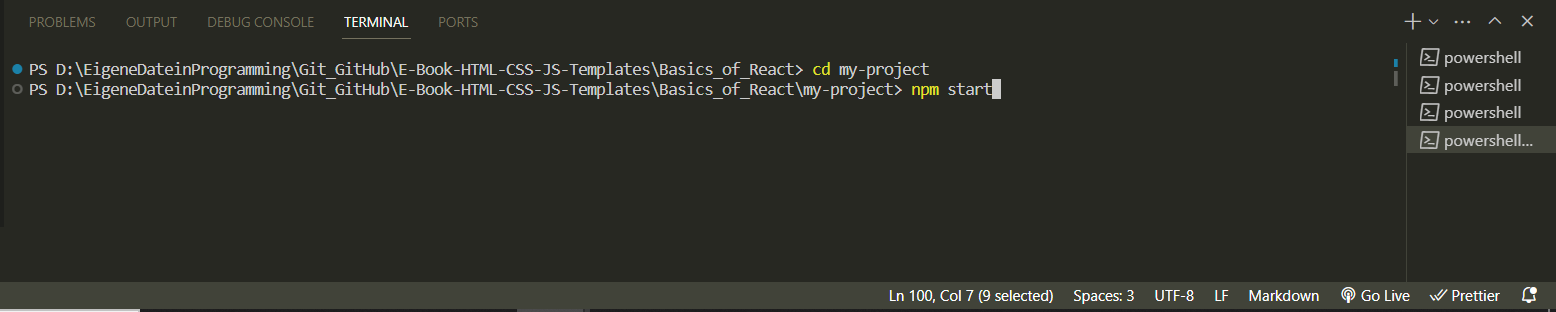 PROBLEMS OUTPUT DEBUG CONSOLE TERMINAL PORTS
PS D:\EigeneDateinProgramming\Git_GitHub\E-Book-HTML-CSS-JS-Templates\Basics_of_React> cd my-project
PS D:\EigeneDateinProgramming\Git_GitHub\E-Book-HTML-CSS-JS-Templates\Basics_of_React\my-project> npm start
powershell
powershell
powershell
powershell...
Ln 100, Col 7 (9 selected) Spaces: 3 UTF-8 LF Markdown Go Live Prettier